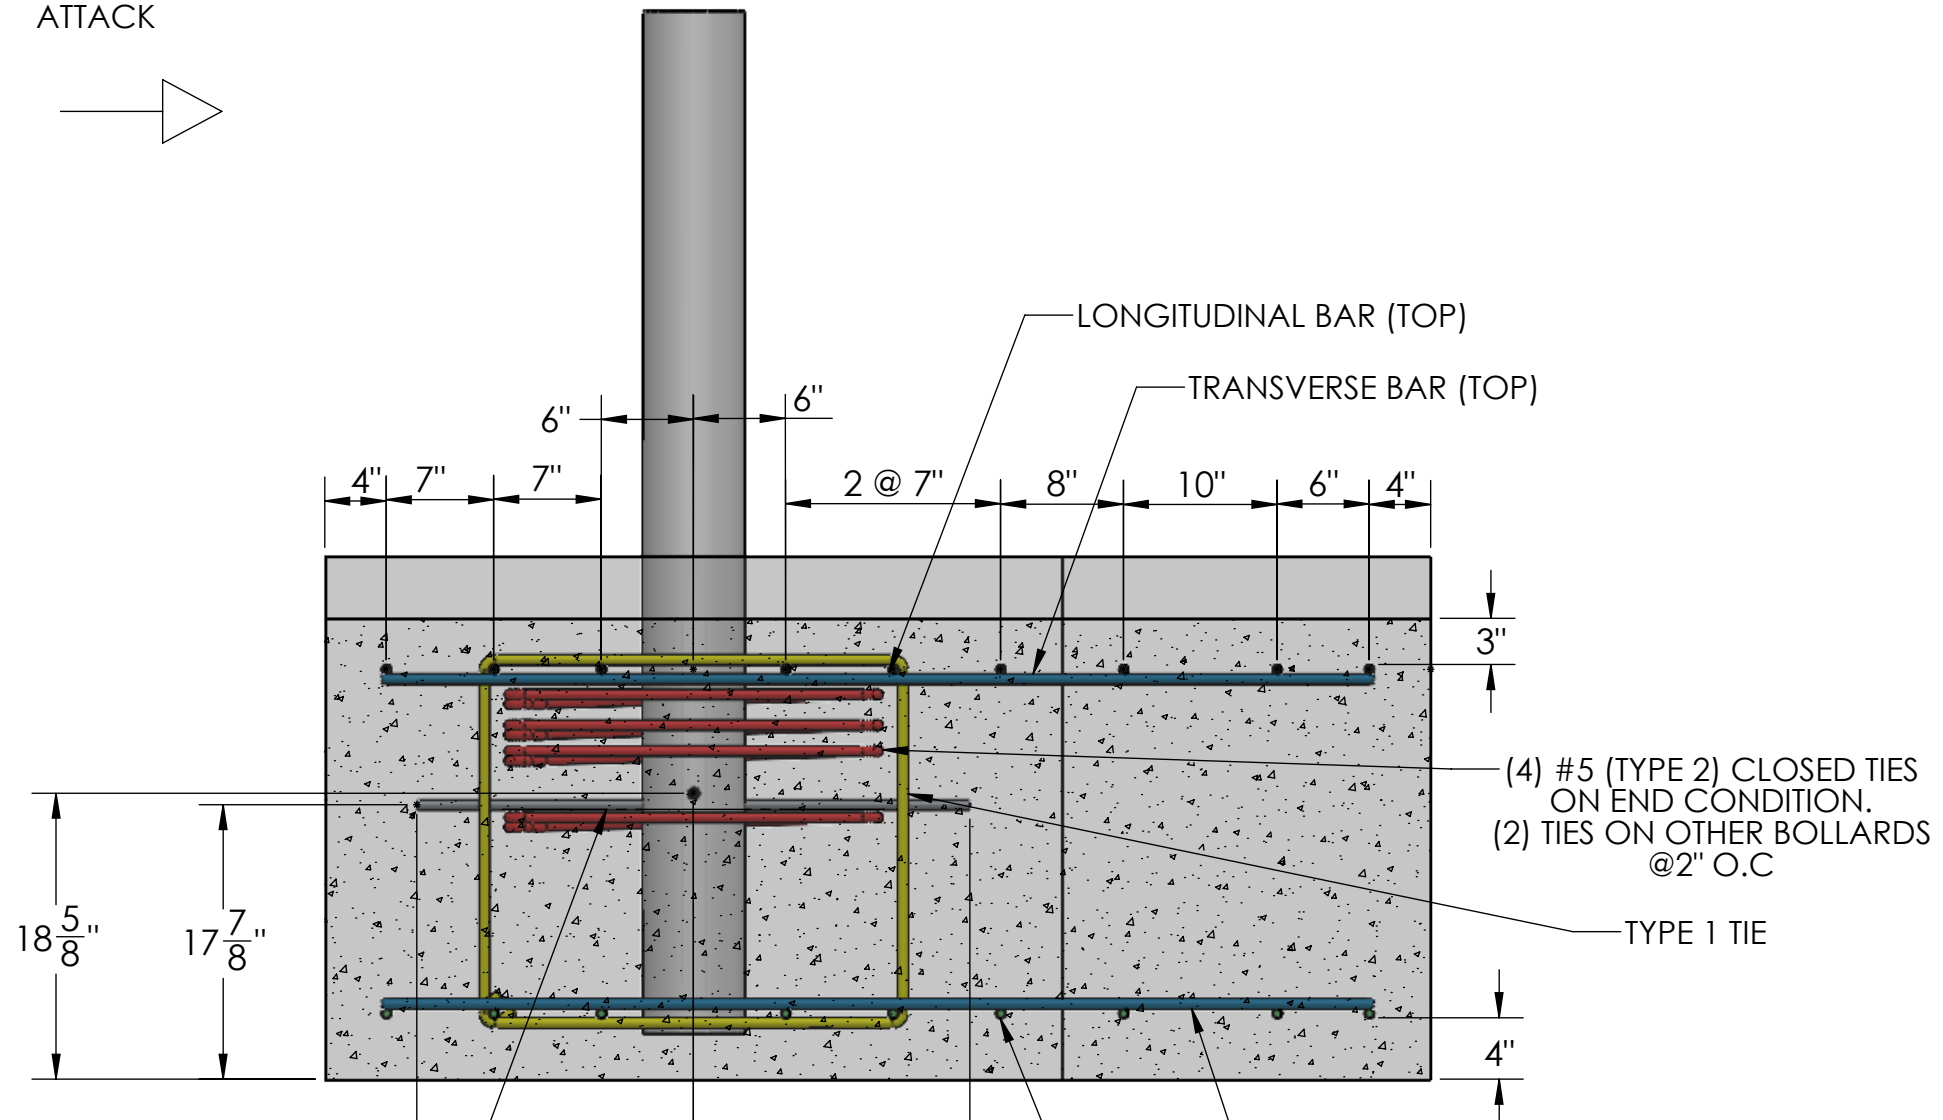 ATTACK
LONGITUDINAL BAR (TOP)
TRANSVERSE BAR (TOP)
6" 6"
4" 7" 7" 2 @ 7" 8" 10" 6" 4"
3"
(4) #5 (TYPE 2) CLOSED TIES
ON END CONDITION.
(2) TIES ON OTHER BOLLARDS
@2" O.C
18 5/8" 17 7/8"
TYPE 1 TIE
4"